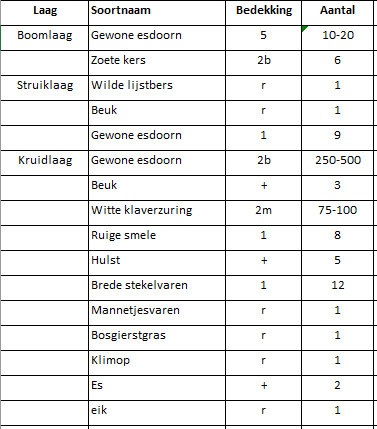 Laag Soortnaam Bedekking Aantal
Boomlaag Gewone esdoorn 5 10-20
Zoete kers 2b 6
Struiklaag Wilde lijstbers r 1
Beuk r 1
Gewone esdoorn 1 9
Kruidlaag Gewone esdoorn 2b 250-500
Beuk + 3
Witte klaverzuring 2m 75-100
Ruige smele 1 8
Hulst + 5
Brede stekelvaren 1 12
Mannetjesvaren r 1
Bosgierstgras r 1
Klimop r 1
Es + 2
eik r 1